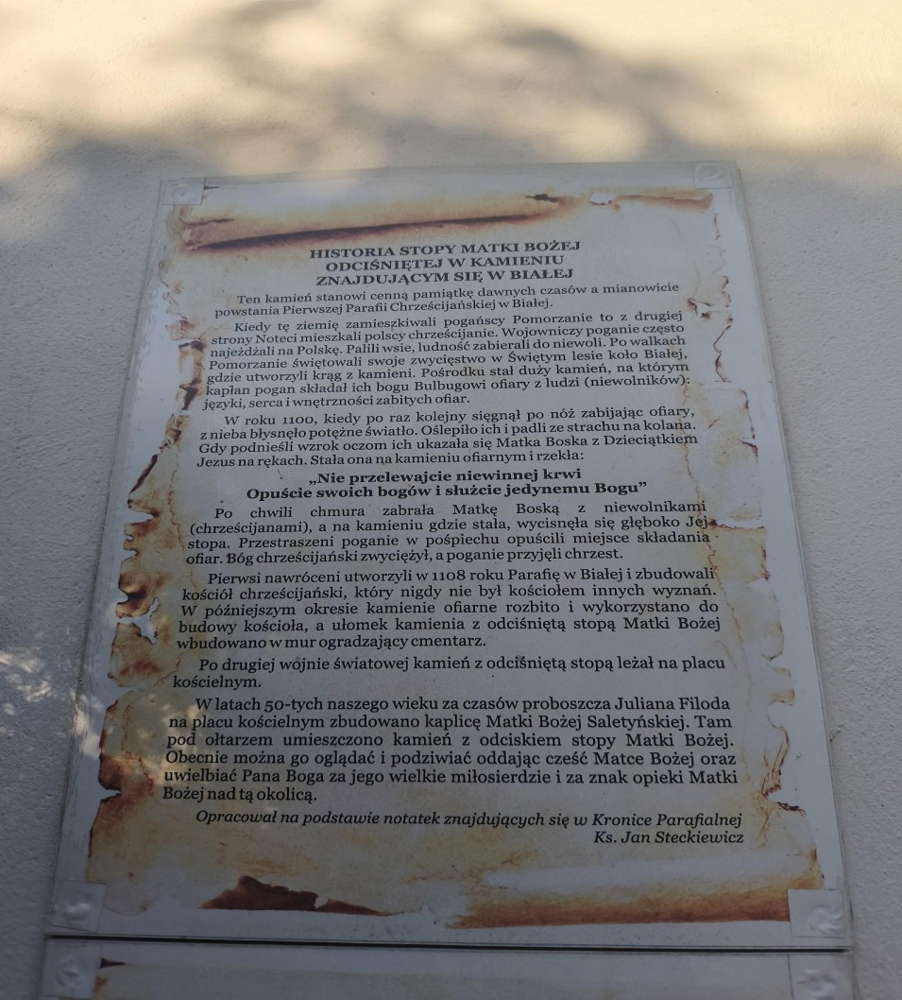 HISTORIA STOPY MATKI BOŻEJ
ODCIŚNIĘTEJ W KAMIENIU
ZNAJDUJĄCYM SIĘ W BIAŁEJ
Ten kamień stanowi cenną pamiątkę dawnych czasów a mianowicie
powstania Pierwszej Parafii Chrześcijańskiej w Białej.
Kiedy tę ziemię zamieszkiwali pogańscy Pomorzanie to z drugiej
strony Noteci mieszkali polscy chrześcijanie. Wojowniczy poganie często
najeżdżali na Polskę. Palili wsie, ludność zabierali do niewoli. Po walkach
Pomorzanie świętowali swoje zwycięstwo w Świętym lesie koło Białej,
gdzie utworzyli krąg z kamieni. Pośrodku stał duży kamień, na którym
kapłan pogan składał ich bogu Bulbugowi ofiary z ludzi (niewolników):
języki, serca i wnętrzności zabitych ofiar.
W roku 1100, kiedy po raz kolejny sięgnął po nóż zabijając ofiary,
z nieba błysnęło potężne światło. Oślepiło ich i padli ze strachu na kolana.
Gdy podnieśli wzrok oczom ich ukazała się Matka Boska z Dzieciątkiem
Jezus na rękach. Stała ona na kamieniu ofiarnym i rzekła:
„Nie przelewajcie niewinnej krwi
Opuście swoich bogów i służcie jedynemu Bogu”
Po chwili chmura zabrała Matkę Boską z niewolnikami
(chrześcijanami), a na kamieniu gdzie stała, wycisnęła się głęboko Jej
stopa. Przestraszeni poganie w pośpiechu opuścili miejsce składania
ofiar. Bóg chrześcijański zwyciężył, a poganie przyjęli chrzest.
Pierwsi nawróceni utworzyli w 1108 roku Parafię w Białej i zbudowali
kościół chrześcijański, który nigdy nie był kościołem innych wyznań.
W późniejszym okresie kamienie ofiarne rozbito i wykorzystano do
budowy kościoła, a ułomek kamienia z odciśniętą stopą Matki Bożej
wbudowano w mur ogradzający cmentarz.
Po drugiej wojnie światowej kamień z odciśniętą stopą leżał na placu
kościelnym.
W latach 50-tych naszego wieku za czasów proboszcza Juliana Filoda
na placu kościelnym zbudowano kaplicę Matki Bożej Saletyńskiej. Tam
pod ołtarzem umieszczono kamień z odciskiem stopy Matki Bożej.
Obecnie można go oglądać i podziwiać oddając cześć Matce Bożej oraz
uwielbiać Pana Boga za jego wielkie miłosierdzie i za znak opieki Matki
Bożej nad tą okolicą.
Opracował na podstawie notatek znajdujących się w Kronice Parafialnej
Ks. Jan Steckiewicz